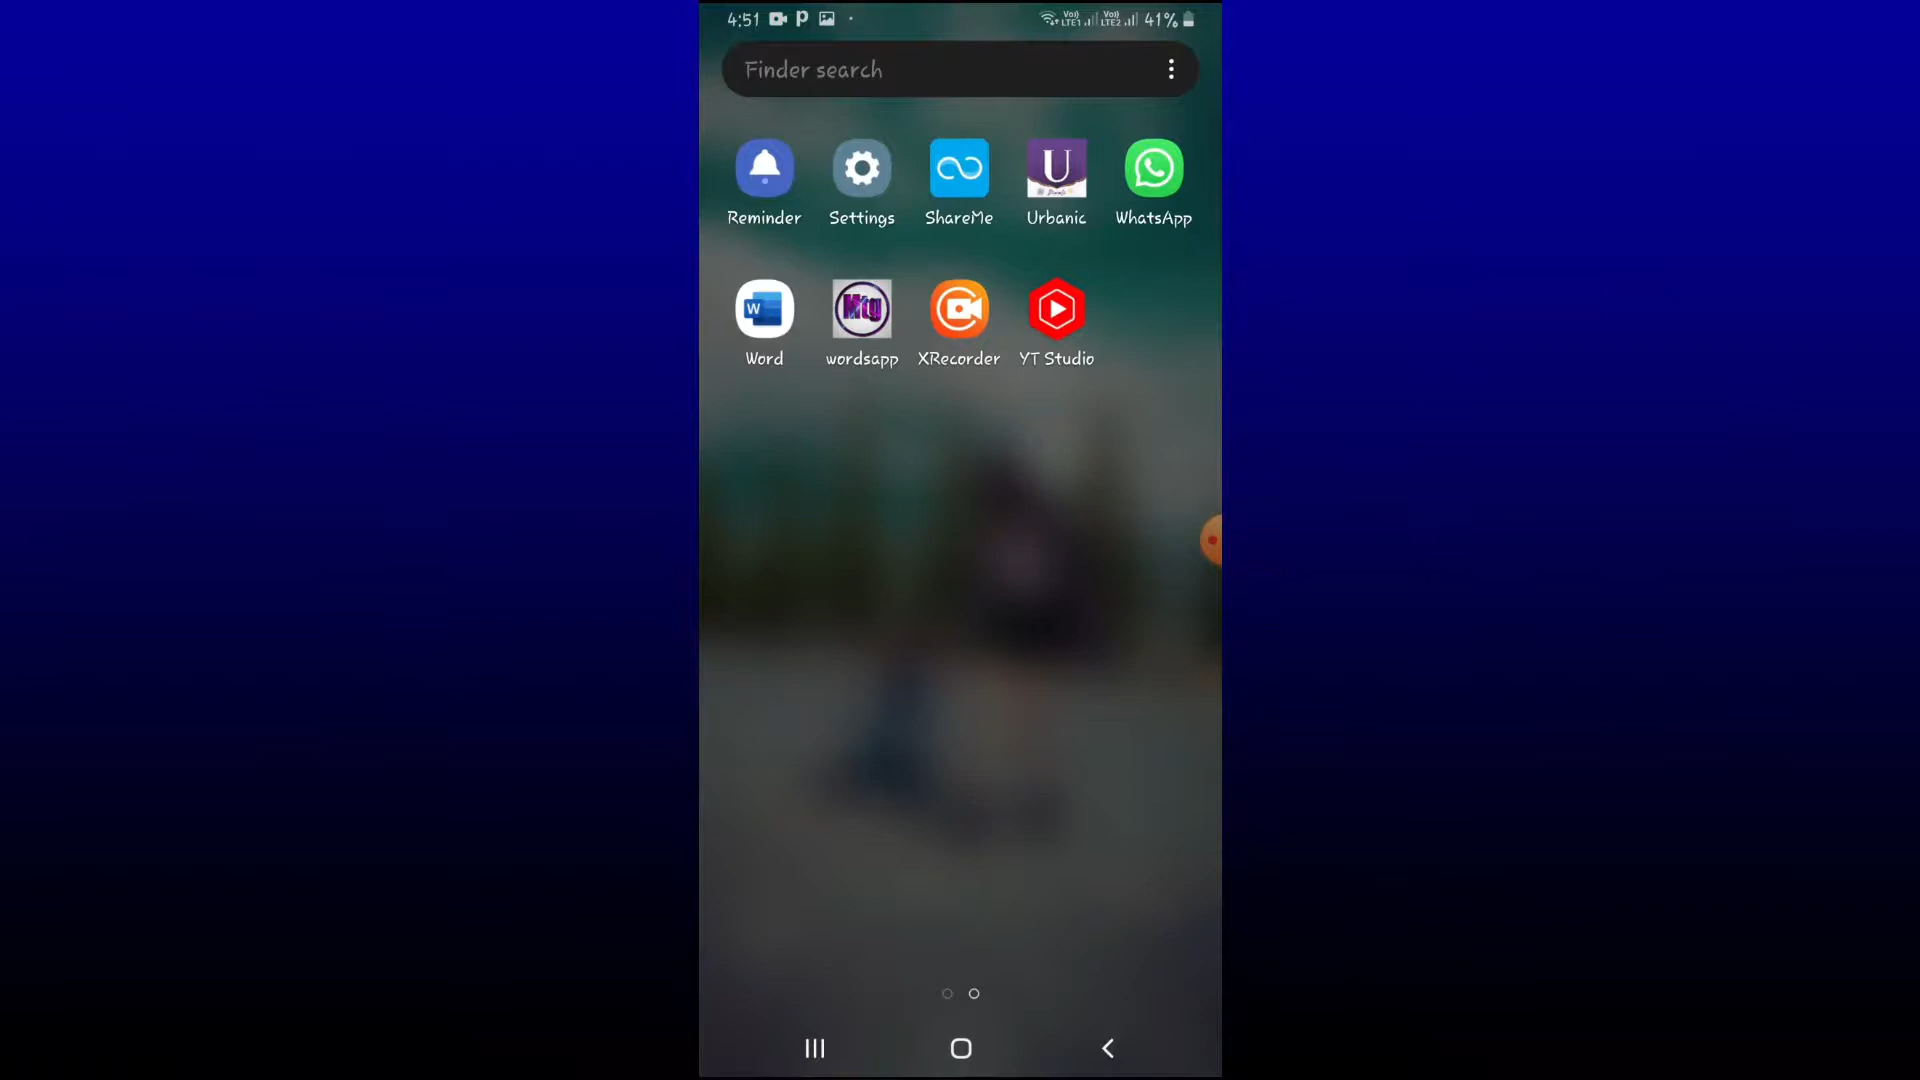 4:51 41%
Finder search
Reminder Settings ShareMe Urbanic WhatsApp
Word wordsapp XRecorder YT Studio